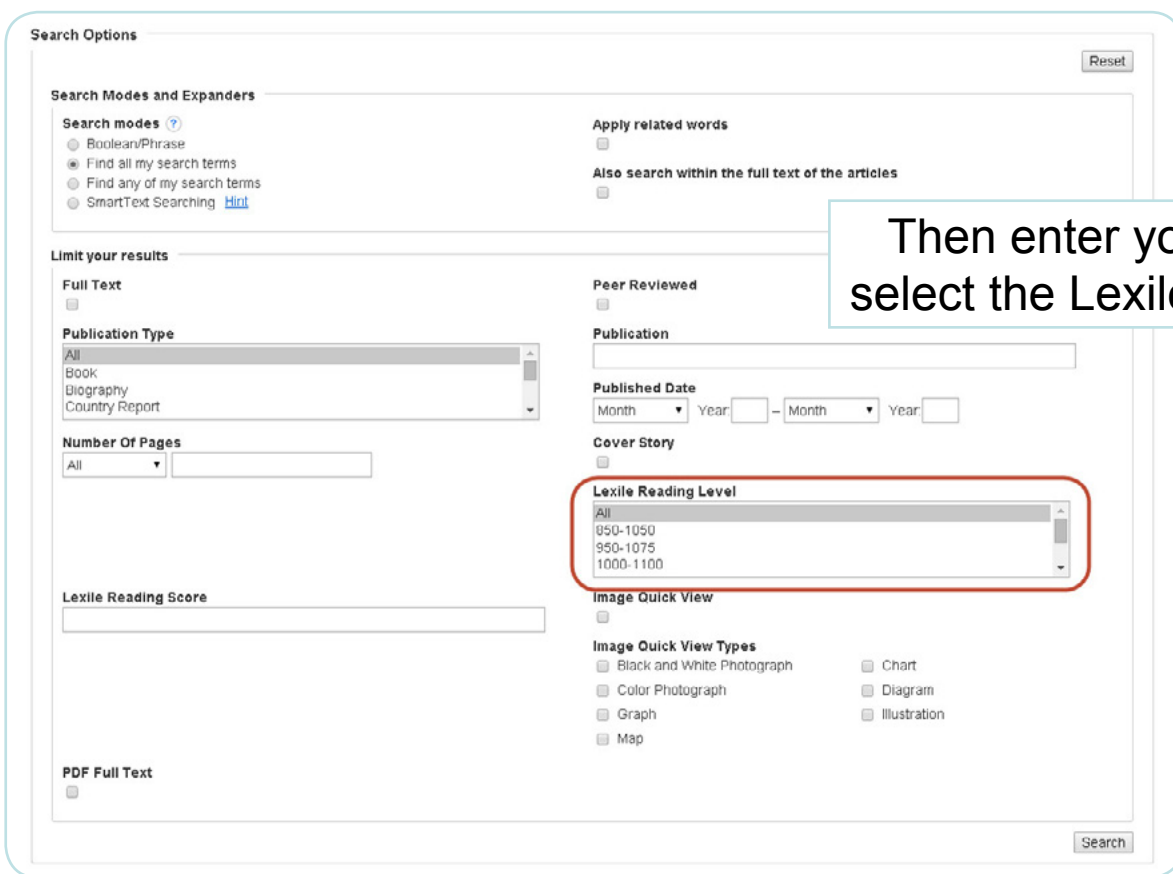 Search Options
Reset
Search Modes and Expanders
Search modes ?
Boolean/Phrase
Find all my search terms
Find any of my search terms
SmartText Searching Hint
Apply related words
Also search within the full text of the articles
Then enter yo
select the Lexile
Limit your results
Full Text
Peer Reviewed
Publication Type
All
Book
Biography
Country Report
Publication
Published Date
Month Year: – Month Year:
Number Of Pages
All
Cover Story
Lexile Reading Level
All
850-1050
950-1075
1000-1100
Lexile Reading Score
Image Quick View
Image Quick View Types
Black and White Photograph
Chart
Color Photograph
Diagram
Graph
Illustration
Map
PDF Full Text
Search